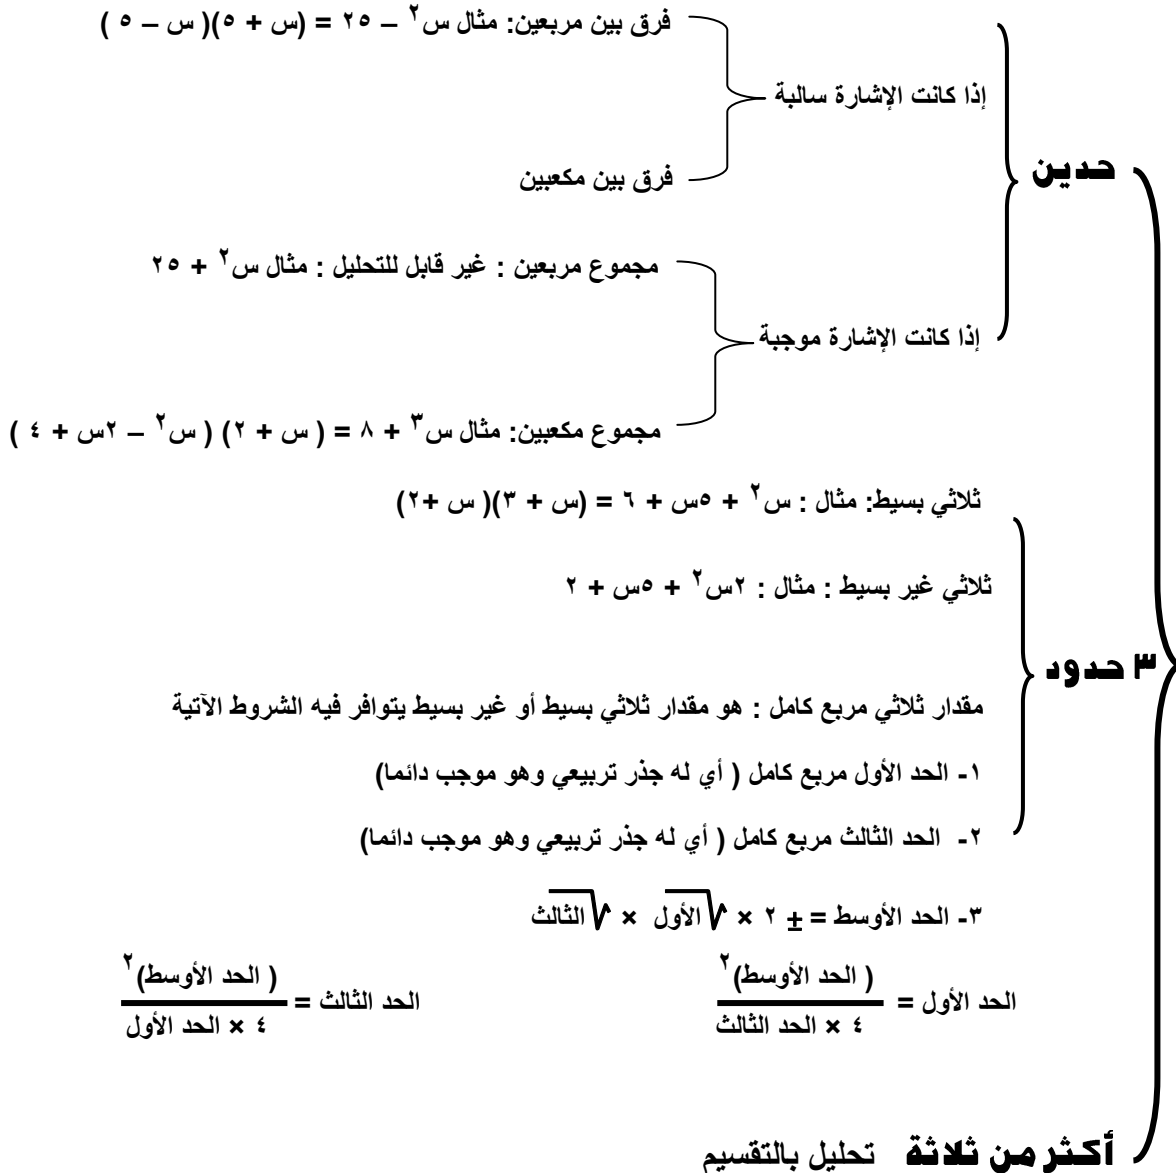 فرق بين مربعين: مثال س٢ – ٢٥ = (س + ٥)( س – ٥ )
إذا كانت الإشارة سالبة
حدين
فرق بين مكعبين
مجموع مربعين : غير قابل للتحليل : مثال س٢ + ٢٥
إذا كانت الإشارة موجبة
مجموع مكعبين: مثال س٣ + ٨ = ( س + ٢) ( س٢ – ٢س + ٤ )
ثلاثي بسيط: مثال : س٢ + ٥س + ٦ = (س + ٣)( س +٢)
ثلاثي غير بسيط : مثال : ٢س٢ + ٥س + ٢
٣ حدود
مقدار ثلاثي مربع كامل : هو مقدار ثلاثي بسيط أو غير بسيط يتوافر فيه الشروط الآتية
١- الحد الأول مربع كامل ( أي له جذر تربيعي وهو موجب دائما)
٢- الحد الثالث مربع كامل ( أي له جذر تربيعي وهو موجب دائما)
٣- الحد الأوسط = ± ٢ × √الأول × √الثالث
الحد الأول = ( الحد الأوسط)٢ / ٤ × الحد الثالث
الحد الثالث = ( الحد الأوسط)٢ / ٤ × الحد الأول
أكثر من ثلاثة تحليل بالتقسيم